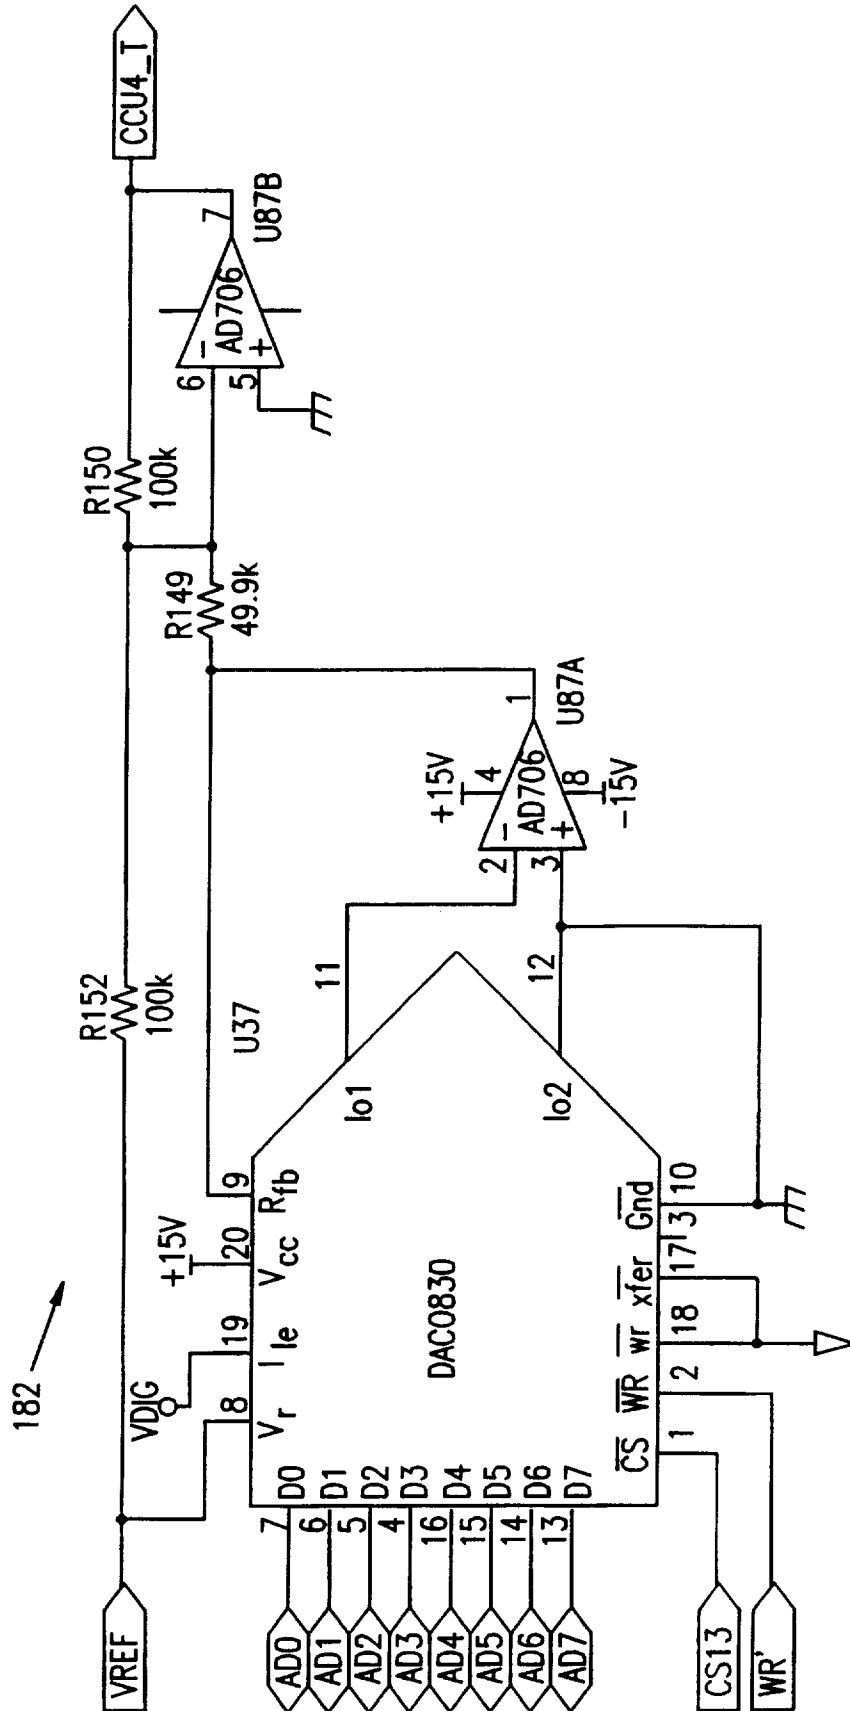 182
VREF
R152
100k
R150
100k
CCU4_T
VDIG
+15V
8
19
20
9
Vr
Ile
Vcc
Rfb
U37
R149
49.9k
6
5
−
+
AD706
7
U87B
AD0
AD1
AD2
AD3
AD4
AD5
AD6
AD7
7
6
5
4
16
15
14
13
D0
D1
D2
D3
D4
D5
D6
D7
DAC0830
Io1
Io2
11
12
2
3
−
+
AD706
+15V
4
8
-15V
1
U87A
CS
WR
wr
xfer
Gnd
1
2
18
17
3
10
CS13
WR'